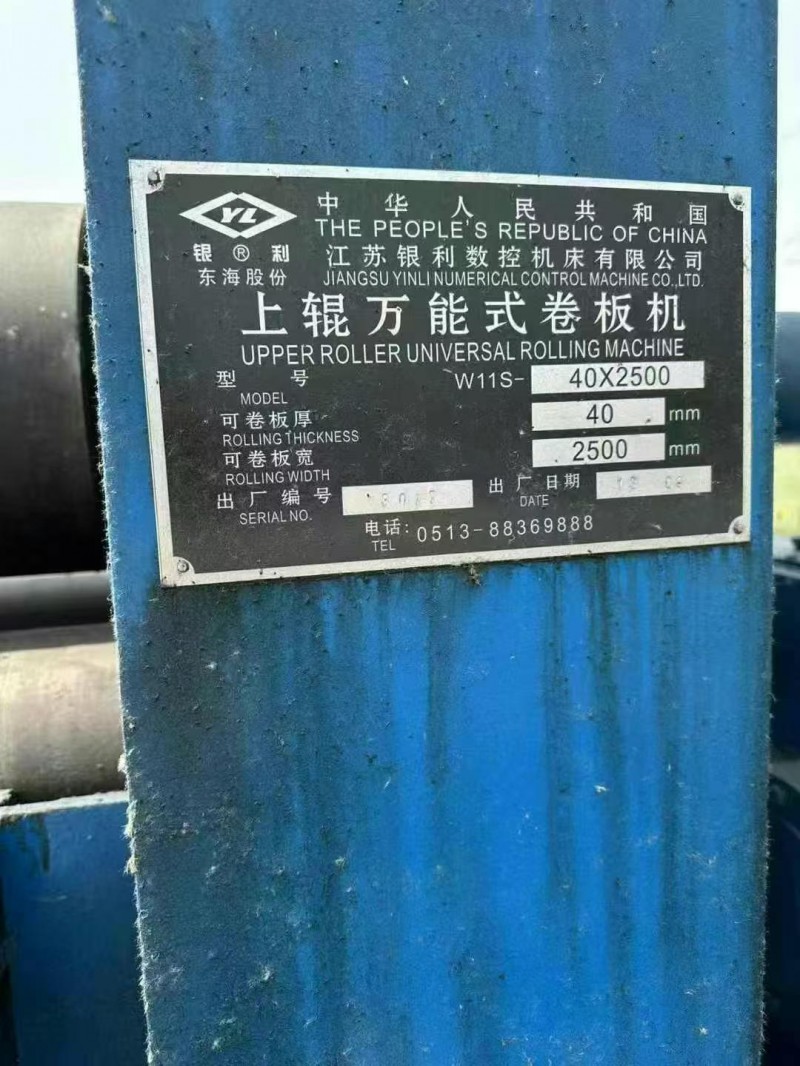 YL
银®利
东海股份
中华人民共和国
THE PEOPLE'S REPUBLIC OF CHINA
江苏银利数控机床有限公司
JIANGSU YINLI NUMERICAL CONTROL MACHINE CO.,LTD.
上辊万能式卷板机
UPPER ROLLER UNIVERSAL ROLLING MACHINE
型号 W11S- 40X2500
MODEL
可卷板厚 40 mm
ROLLING THICKNESS
可卷板宽 2500 mm
ROLLING WIDTH
出厂编号 出厂日期
SERIAL NO. DATE
电话: 0513-88369888
TEL